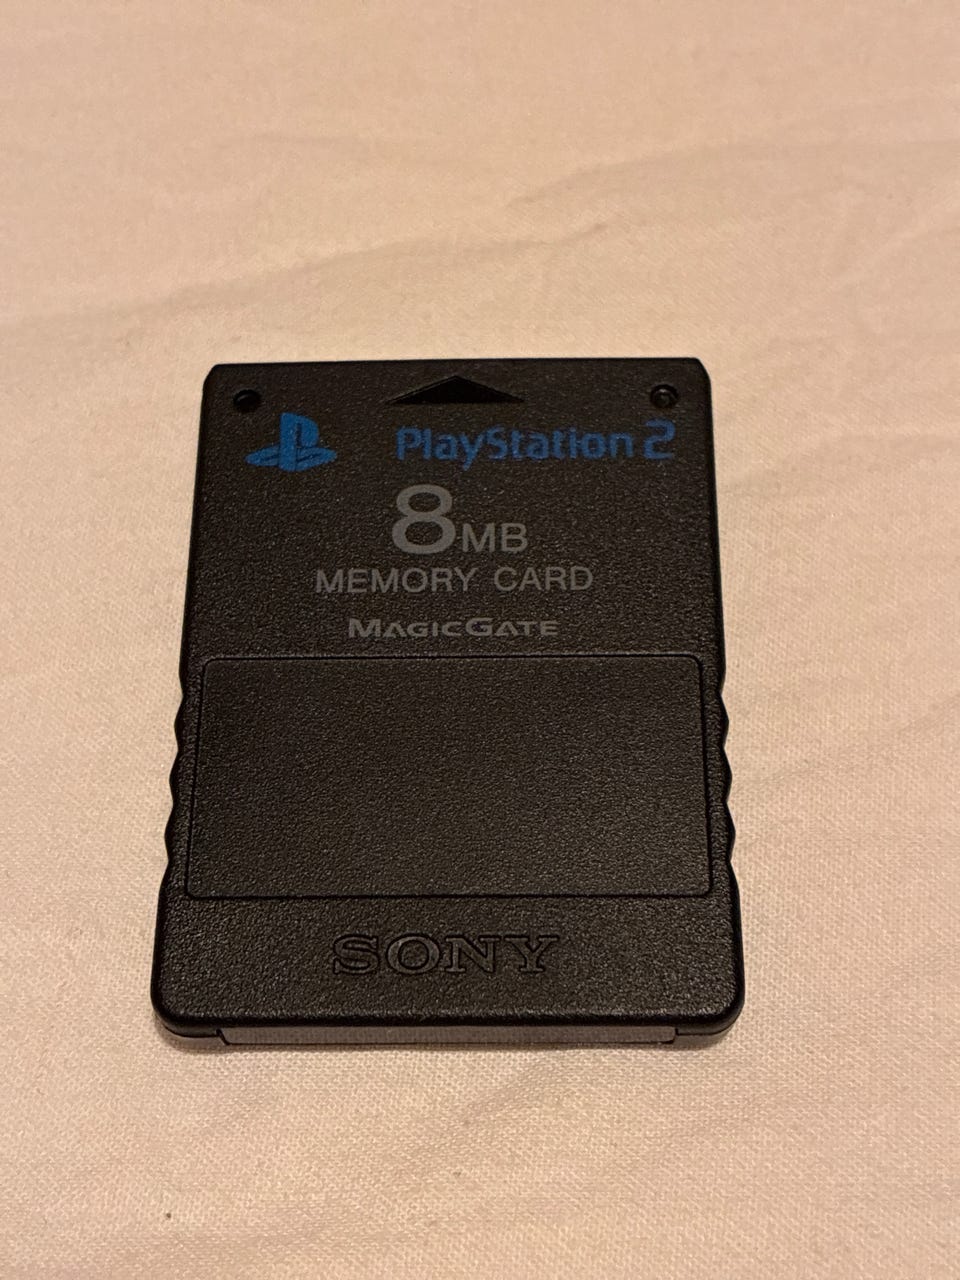 PlayStation 2
8MB
MEMORY CARD
MAGICGATE
SONY